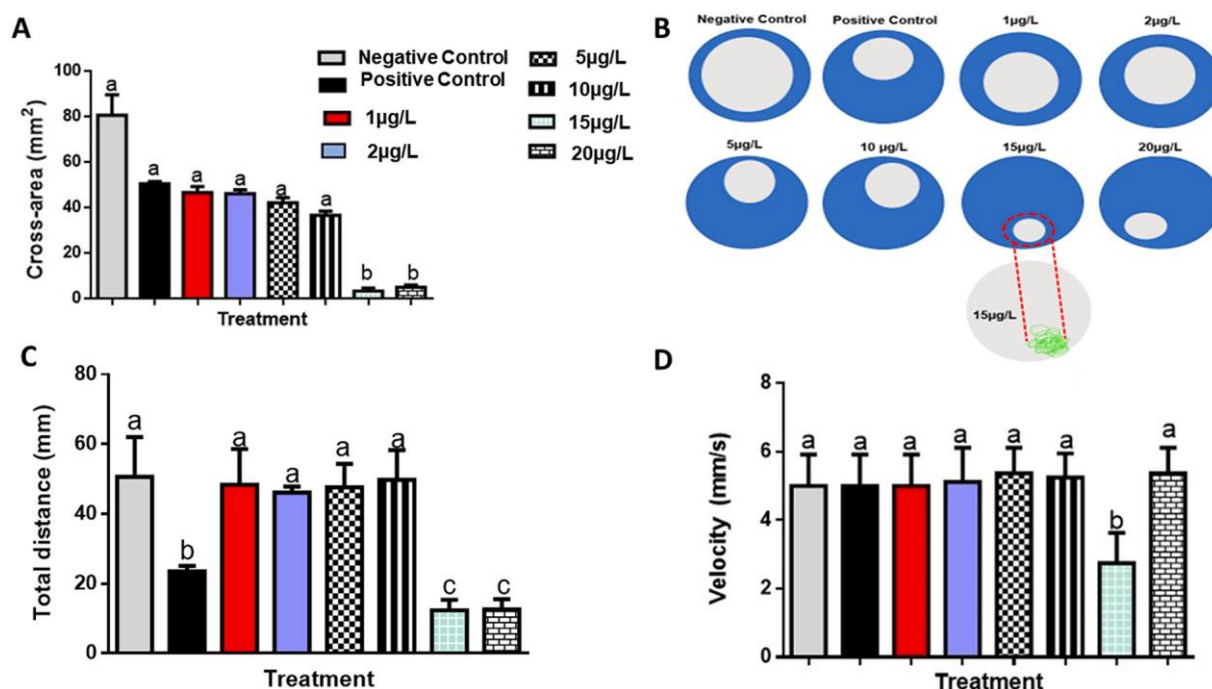 A
Cross-area (mm²)
100
80
60
40
20
0
a
a
a
a
a
a
b
b
Treatment
Negative Control
Positive Control
1µg/L
2µg/L
5µg/L
10µg/L
15µg/L
20µg/L
B
Negative Control
Positive Control
1µg/L
2µg/L
5µg/L
10 µg/L
15µg/L
20µg/L
15µg/L
C
Total distance (mm)
80
60
40
20
0
a
b
a
a
a
a
c
c
Treatment
D
Velocity (mm/s)
8
6
4
2
0
a
a
a
a
a
a
b
a
Treatment